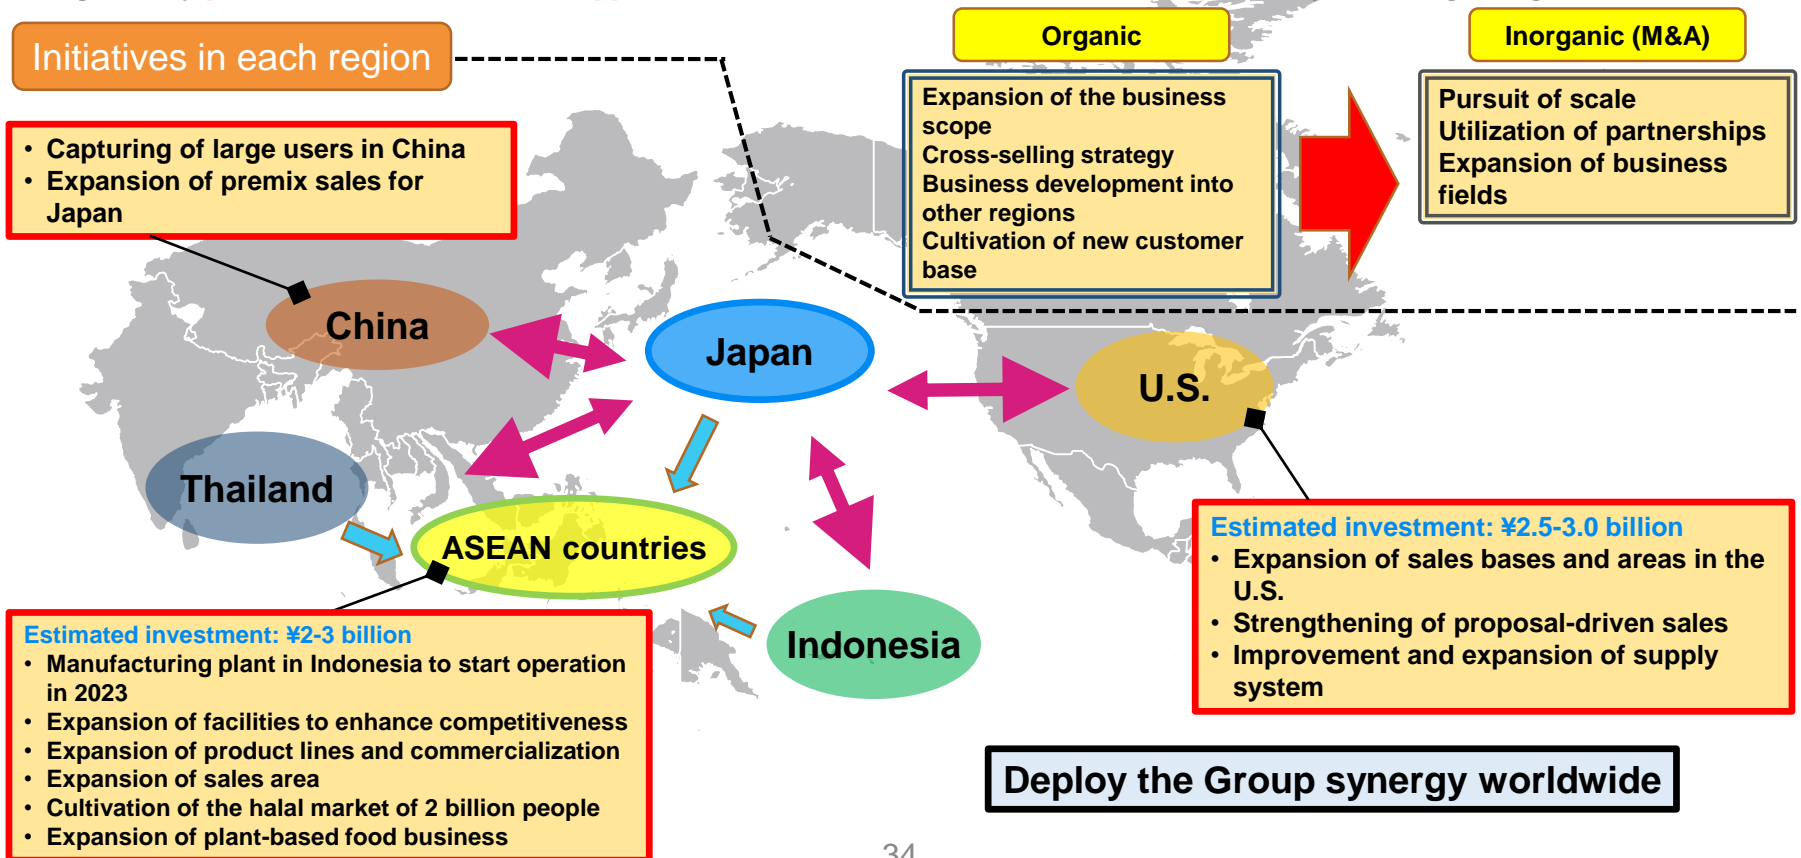 Initiatives in each region
Organic
Inorganic (M&A)
Expansion of the business
scope
Cross-selling strategy
Business development into
other regions
Cultivation of new customer
base
Pursuit of scale
Utilization of partnerships
Expansion of business
fields
• Capturing of large users in China
• Expansion of premix sales for
Japan
China
Japan
U.S.
Thailand
ASEAN countries
Indonesia
Estimated investment: ¥2.5-3.0 billion
• Expansion of sales bases and areas in the
U.S.
• Strengthening of proposal-driven sales
• Improvement and expansion of supply
system
Estimated investment: ¥2-3 billion
• Manufacturing plant in Indonesia to start operation
in 2023
• Expansion of facilities to enhance competitiveness
• Expansion of product lines and commercialization
• Expansion of sales area
• Cultivation of the halal market of 2 billion people
• Expansion of plant-based food business
Deploy the Group synergy worldwide
34